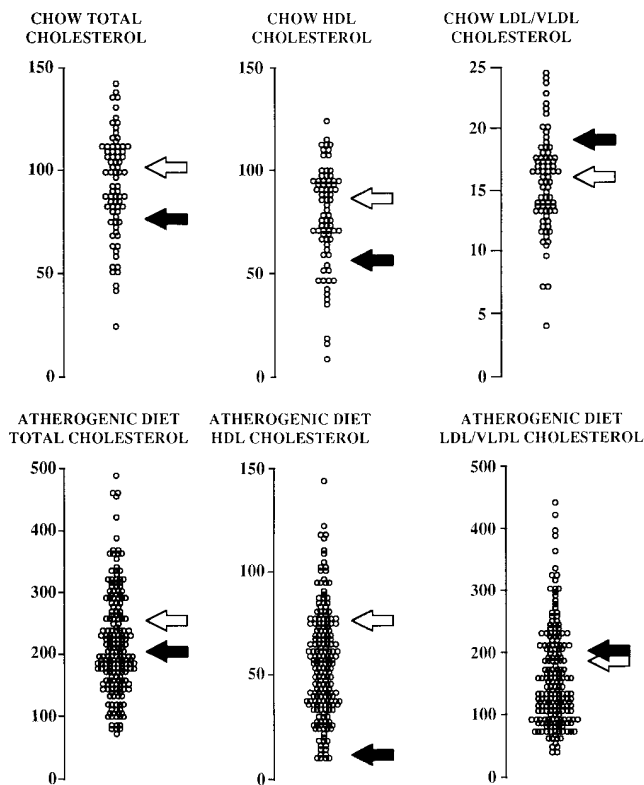 CHOW TOTAL
CHOLESTEROL
150
100
50
0
CHOW HDL
CHOLESTEROL
150
100
50
0
CHOW LDL/VLDL
CHOLESTEROL
25
20
15
10
5
0
ATHEROGENIC DIET
TOTAL CHOLESTEROL
500
400
300
200
100
0
ATHEROGENIC DIET
HDL CHOLESTEROL
150
100
50
0
ATHEROGENIC DIET
LDL/VLDL CHOLESTEROL
500
400
300
200
100
0